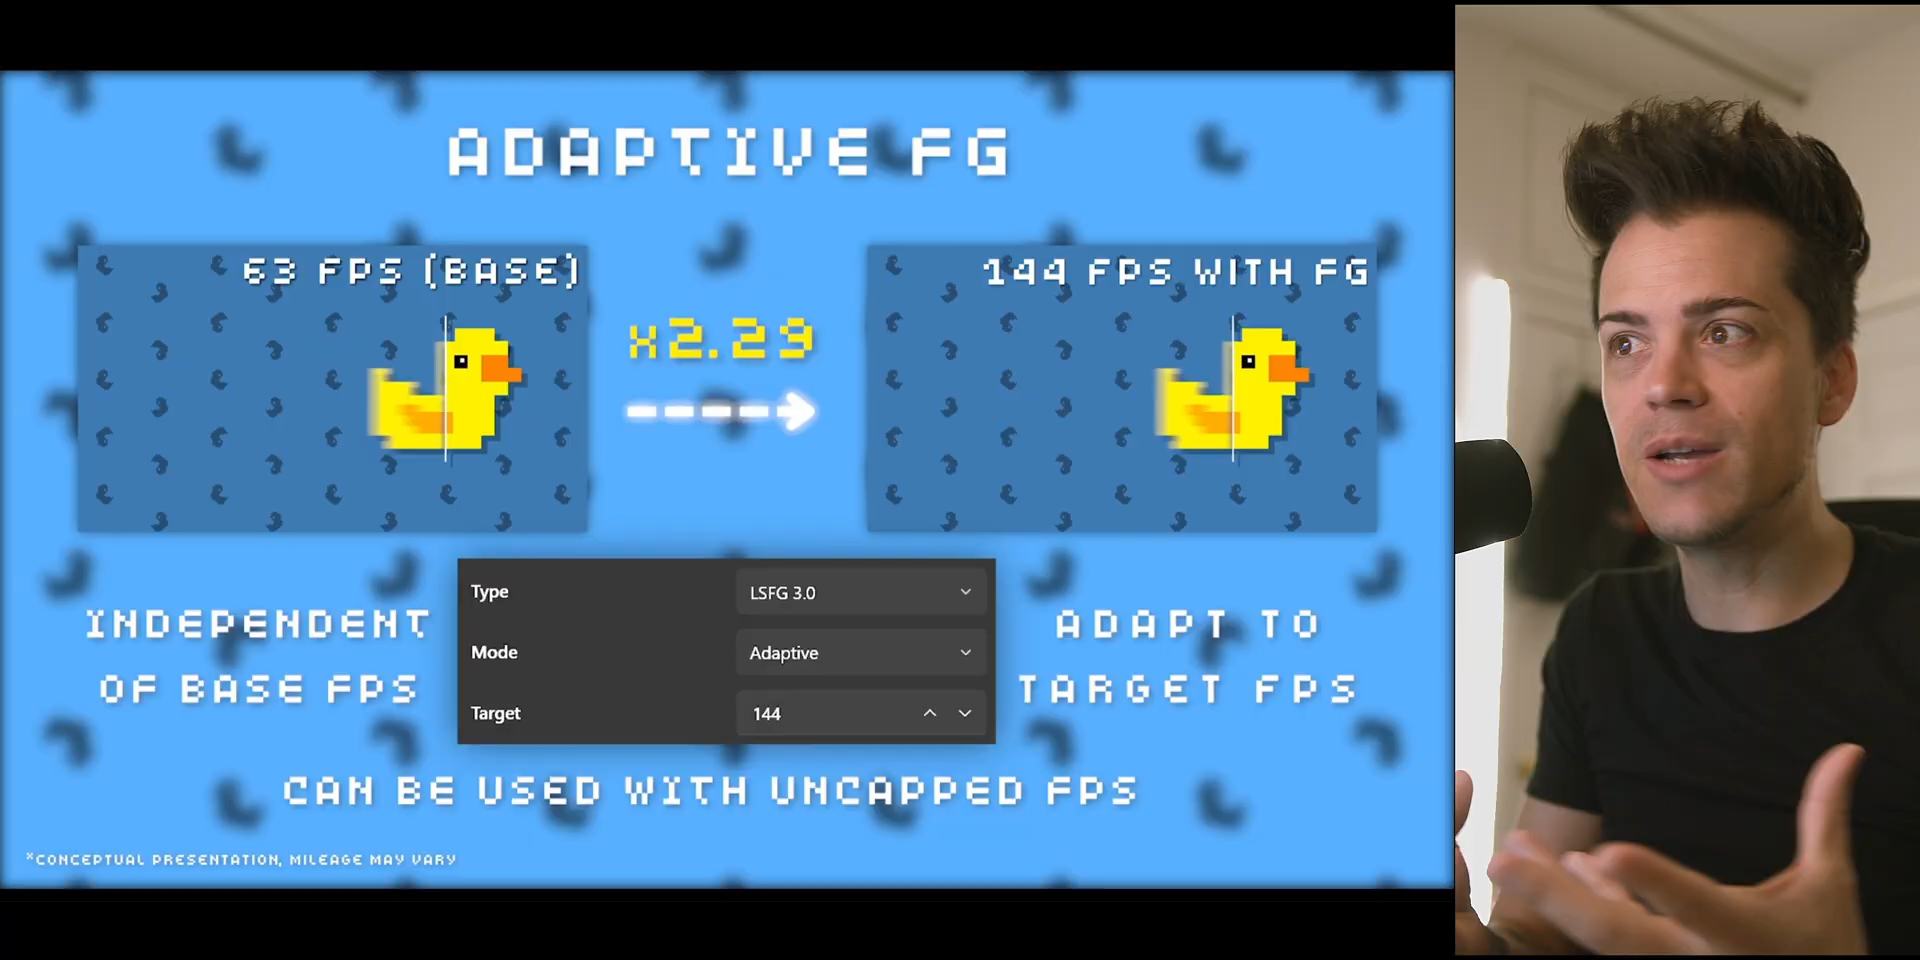 ADAPTIVE FG
63 FPS (BASE)
144 FPS WITH FG
x2.29
Type
LSFG 3.0
Mode
Adaptive
Target
144
INDEPENDENT
OF BASE FPS
ADAPT TO
TARGET FPS
CAN BE USED WITH UNCAPPED FPS
*CONCEPTUAL PRESENTATION, MILEAGE MAY VARY